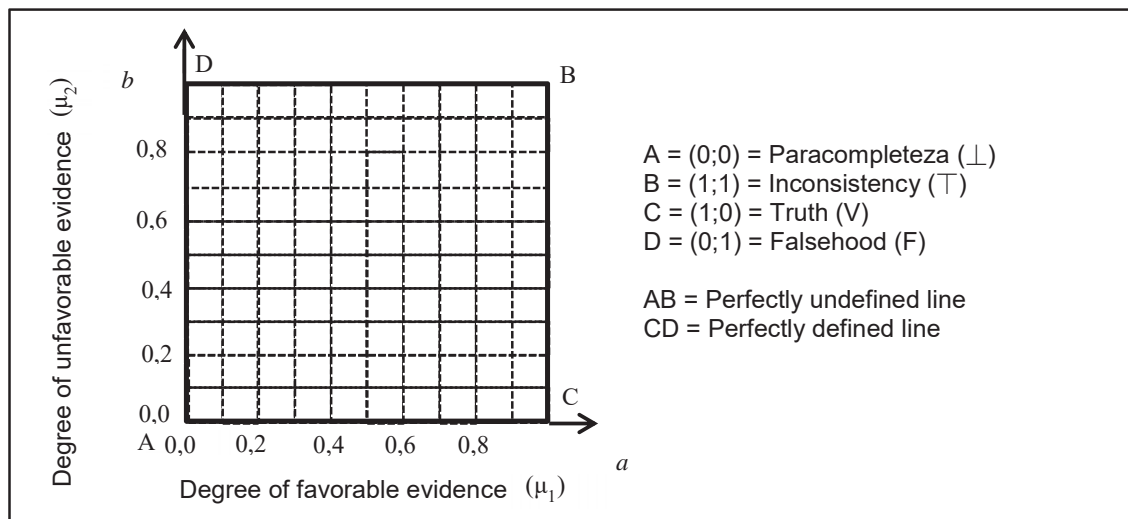 D
b
B
Degree of unfavorable evidence (μ2)
0,8
0,6
0,4
0,2
0,0
A
0,0
0,2
0,4
0,6
0,8
C
a
Degree of favorable evidence (μ1)
A = (0;0) = Paracompleteza (⊥)
B = (1;1) = Inconsistency (⊤)
C = (1;0) = Truth (V)
D = (0;1) = Falsehood (F)
AB = Perfectly undefined line
CD = Perfectly defined line